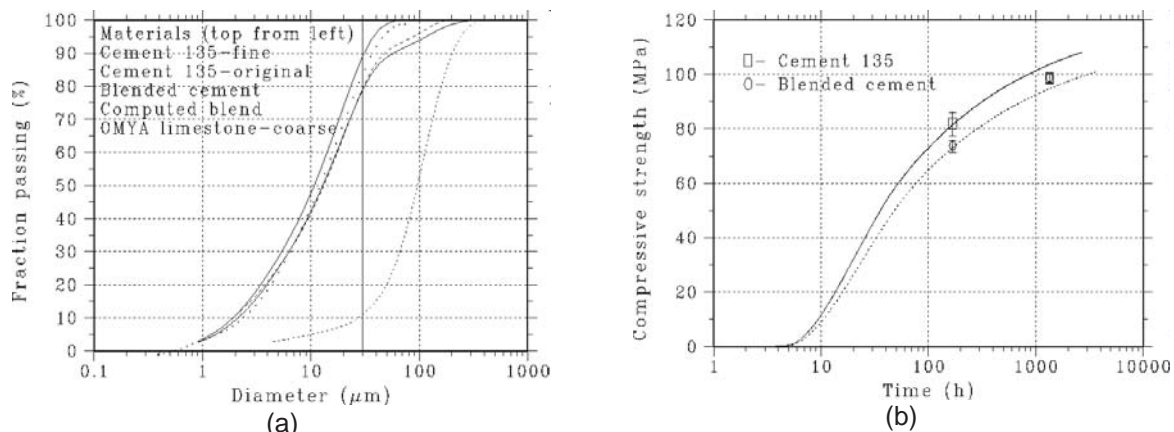 100
90
80
70
60
50
40
30
20
10
0
Fraction passing (%)
Materials (top from left)
Cement 135-fine
Cement 135-original
Blended cement
Computed blend
OMYA limestone-coarse
0.1 1 10 100 1000
Diameter (μm)
(a)
120
100
80
60
40
20
0
Compressive strength (MPa)
□- Cement 135
o- Blended cement
1 10 100 1000 10000
Time (h)
(b)